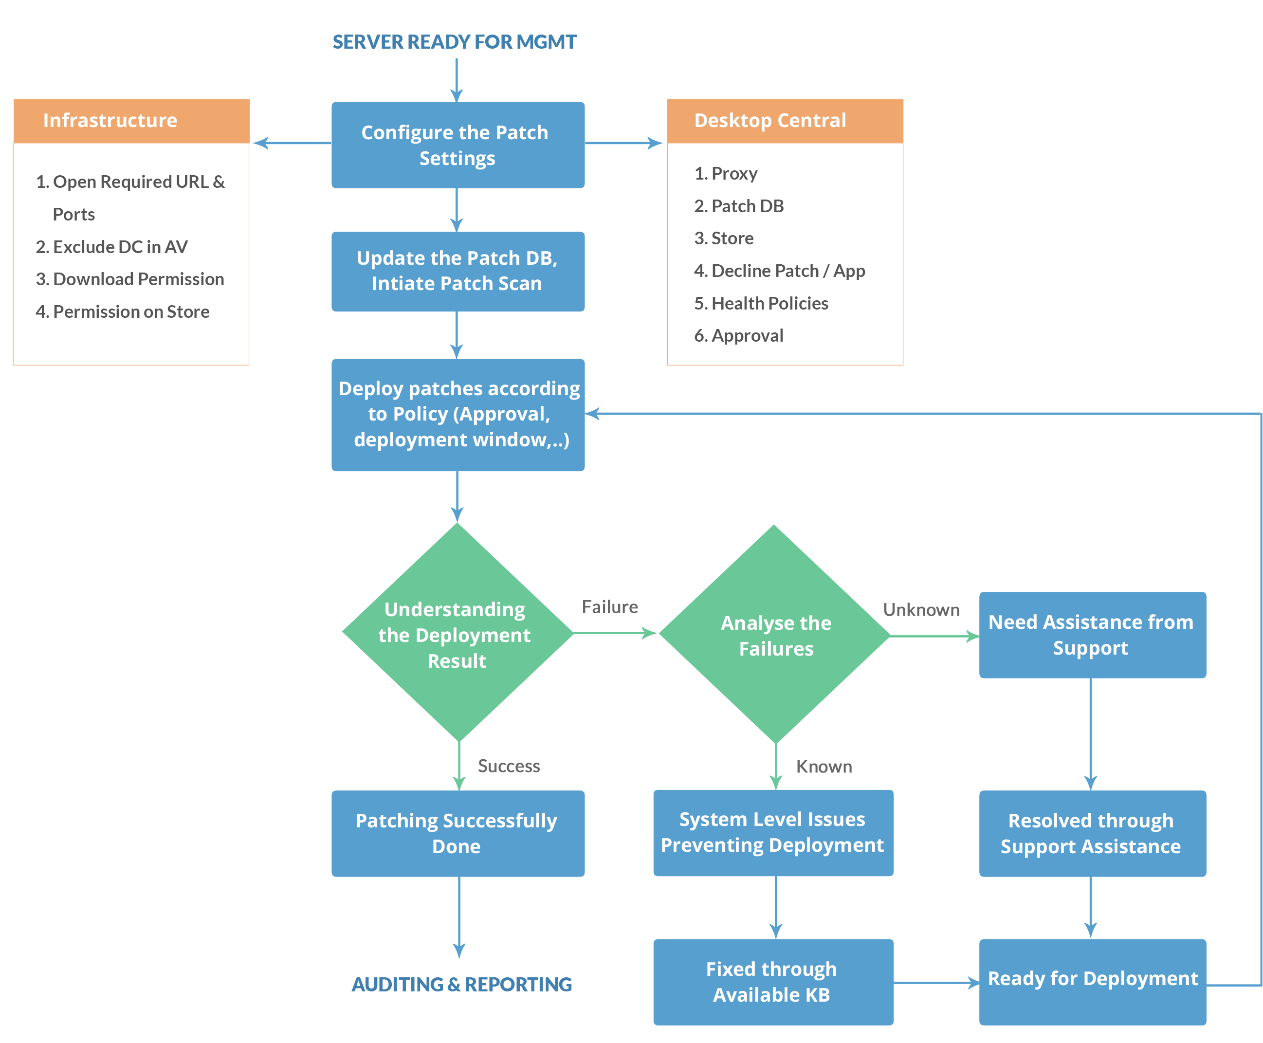 SERVER READY FOR MGMT
Infrastructure
1. Open Required URL &
Ports
2. Exclude DC in AV
3. Download Permission
4. Permission on Store
Configure the Patch
Settings
Desktop Central
1. Proxy
2. Patch DB
3. Store
4. Decline Patch / App
5. Health Policies
6. Approval
Update the Patch DB,
Intiate Patch Scan
Deploy patches according
to Policy (Approval,
deployment window,..)
Understanding
the Deployment
Result
Failure
Analyse the
Failures
Unknown
Need Assistance from
Support
Success
Known
Patching Successfully
Done
System Level Issues
Preventing Deployment
Resolved through
Support Assistance
AUDITING & REPORTING
Fixed through
Available KB
Ready for Deployment